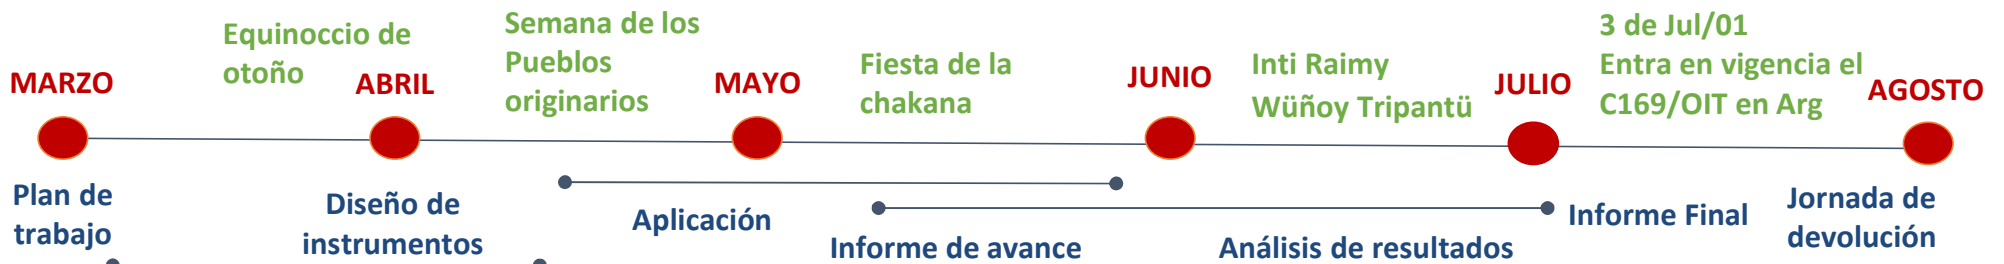 MARZO
Equinoccio de
otoño
ABRIL
Semana de los
Pueblos
originarios
MAYO
Fiesta de la
chakana
JUNIO
Inti Raimy
Wüñoy Tripantü
JULIO
3 de Jul/01
Entra en vigencia el
C169/OIT en Arg
AGOSTO
Plan de
trabajo
Diseño de
instrumentos
Aplicación
Informe de avance
Análisis de resultados
Informe Final
Jornada de
devolución